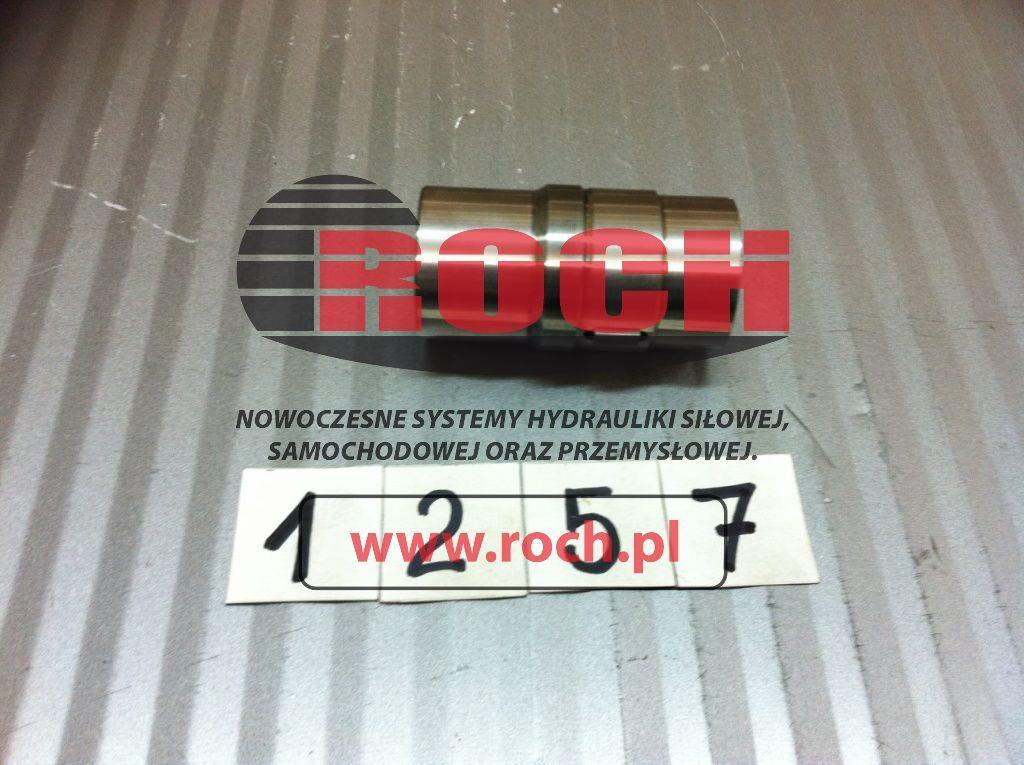 ROCH
NOWOCZESNE SYSTEMY HYDRAULIKI SIŁOWEJ,
SAMOCHODOWEJ ORAZ PRZEMYSŁOWEJ.
1 2 5 7
www.roch.pl